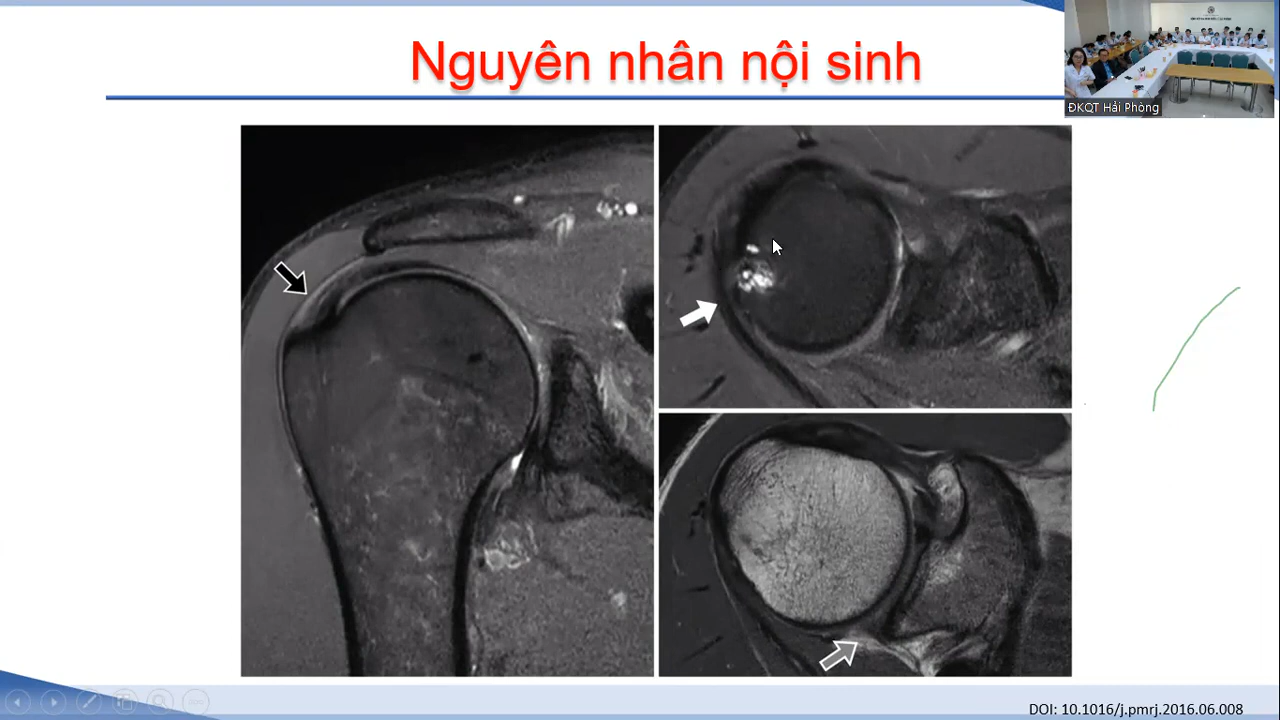 Nguyên nhân nội sinh
ĐKQT Hải Phòng
DOI: 10.1016/j.pmrj.2016.06.008